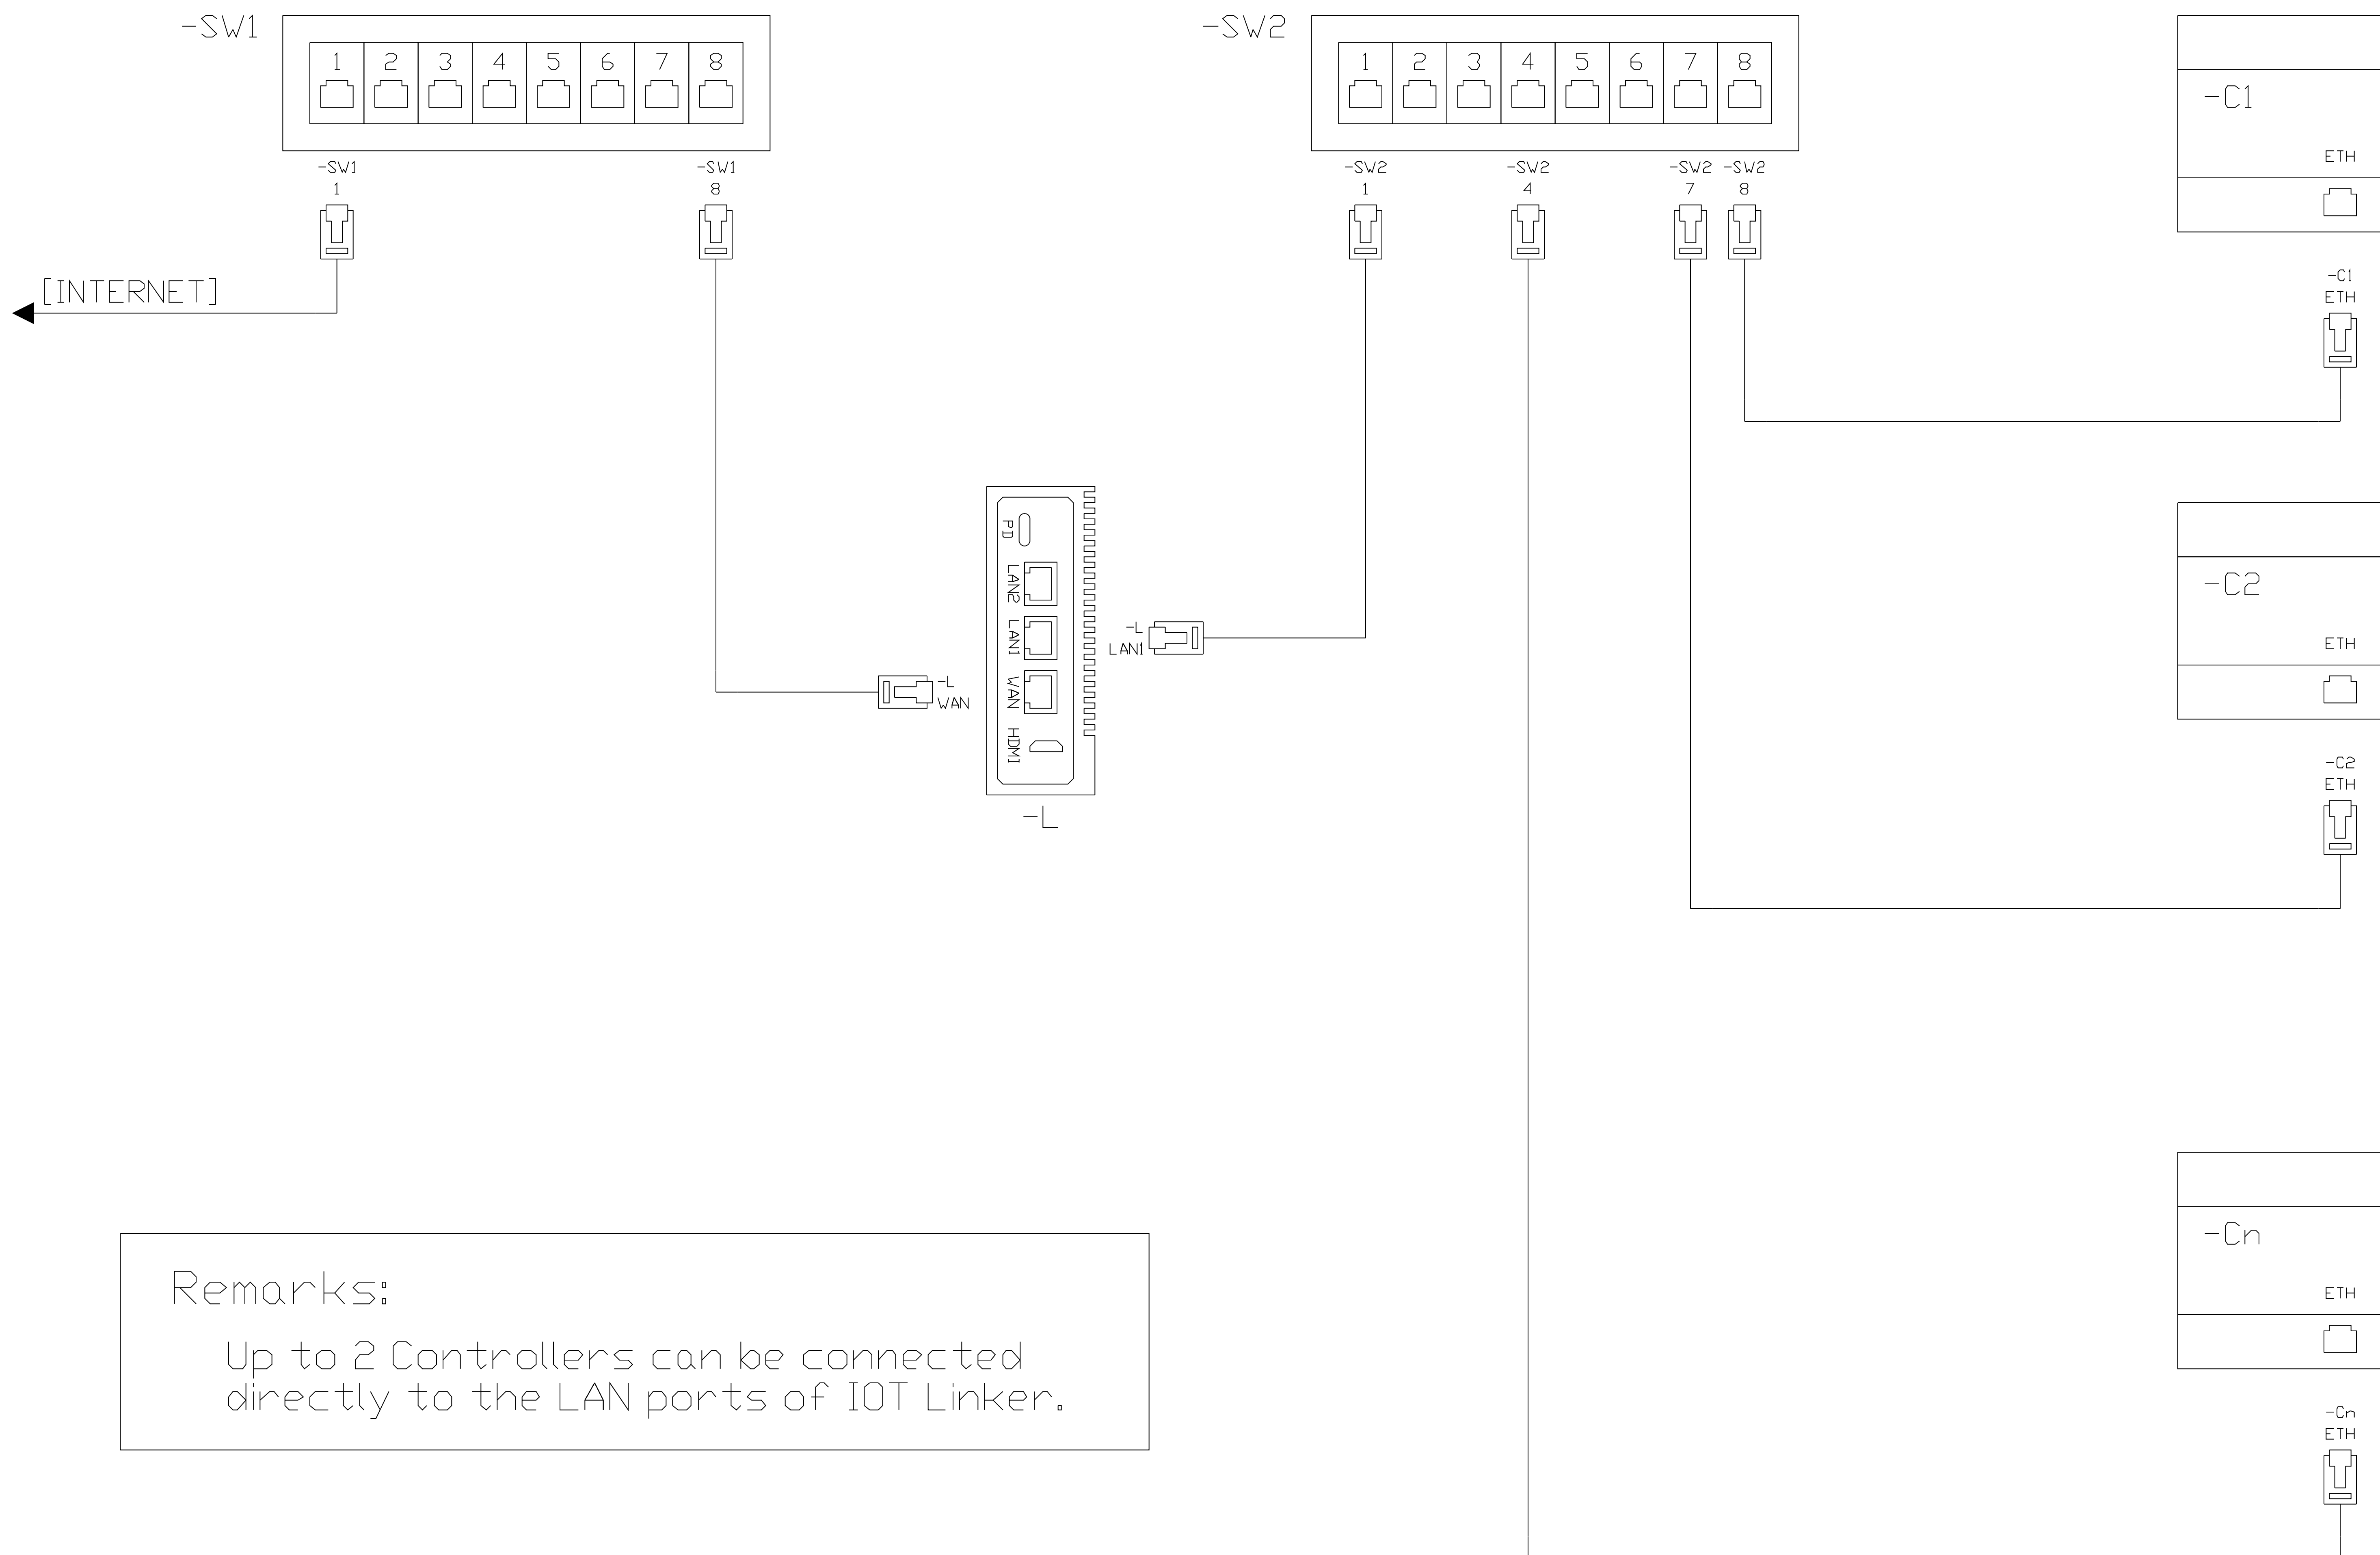 -SW1
1 2 3 4 5 6 7 8
-SW1
1
-SW1
8
[INTERNET]
-SW2
1 2 3 4 5 6 7 8
-SW2
1
-SW2
4
-SW2
7
-SW2
8
-C1
ETH
-C1
ETH
PD
LAN2
LAN1
WAN
HDMI
-L
-L
WAN
-L
LAN1
-C2
ETH
-C2
ETH
-Cn
ETH
-Cn
ETH
Remarks:
Up to 2 Controllers can be connected
directly to the LAN ports of IOT Linker.